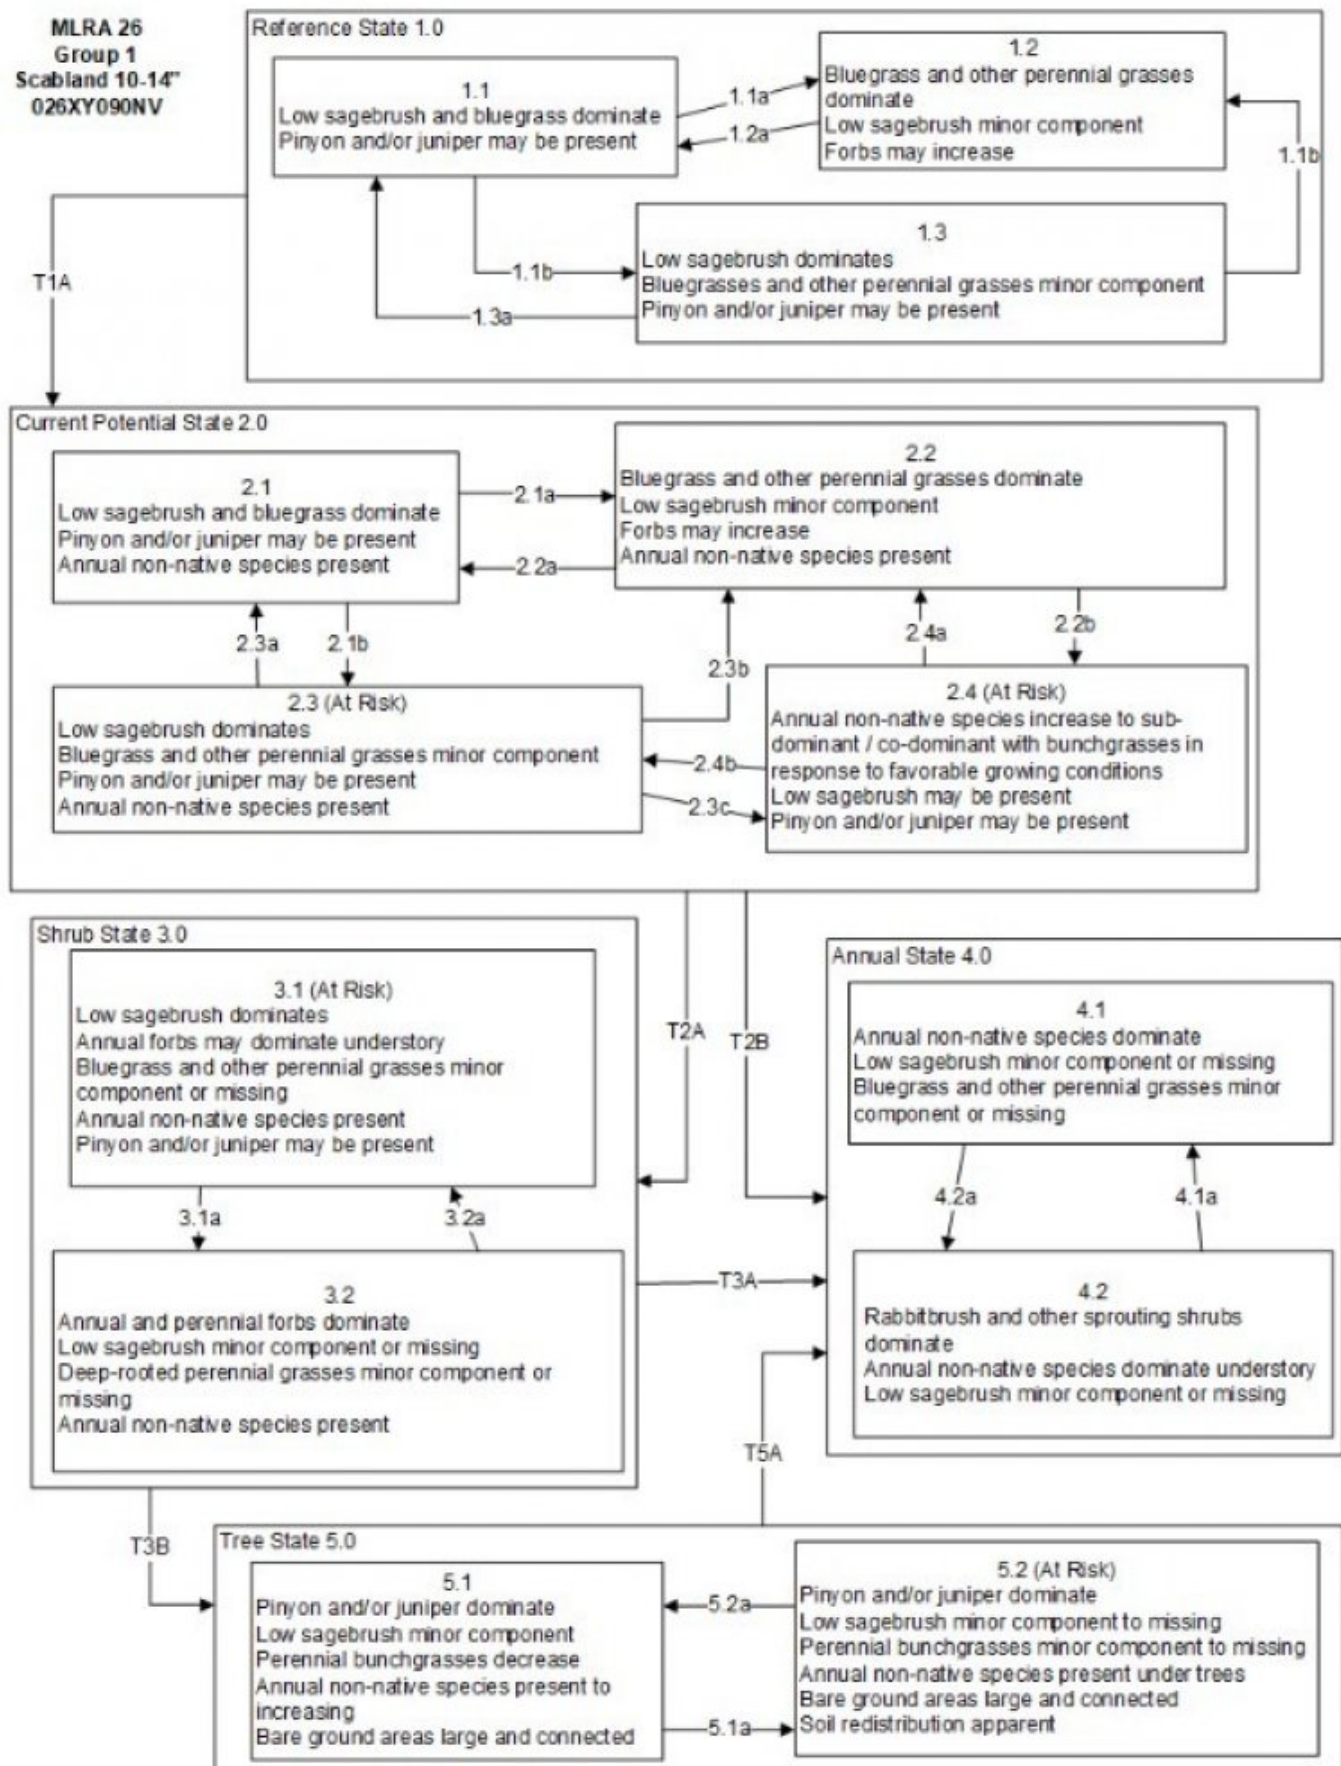 MLRA 26
Group 1
Scabland 10-14"
026XY090NV
Reference State 1.0
1.1
Low sagebrush and bluegrass dominate
Pinyon and/or juniper may be present
1.1a
1.2a
1.2
Bluegrass and other perennial grasses
dominate
Low sagebrush minor component
Forbs may increase
1.1b
1.3
Low sagebrush dominates
Bluegrasses and other perennial grasses minor component
Pinyon and/or juniper may be present
1.1b
1.3a
T1A
Current Potential State 2.0
2.1
Low sagebrush and bluegrass dominate
Pinyon and/or juniper may be present
Annual non-native species present
2.1a
2.2a
2.2
Bluegrass and other perennial grasses dominate
Low sagebrush minor component
Forbs may increase
Annual non-native species present
2.3a
2.1b
2.3b
2.4a
2.2b
2.3 (At Risk)
Low sagebrush dominates
Bluegrass and other perennial grasses minor component
Pinyon and/or juniper may be present
Annual non-native species present
2.4b
2.3c
2.4 (At Risk)
Annual non-native species increase to sub-
dominant / co-dominant with bunchgrasses in
response to favorable growing conditions
Low sagebrush may be present
Pinyon and/or juniper may be present
T2A
T2B
Shrub State 3.0
3.1 (At Risk)
Low sagebrush dominates
Annual forbs may dominate understory
Bluegrass and other perennial grasses minor
component or missing
Annual non-native species present
Pinyon and/or juniper may be present
3.1a
3.2a
3.2
Annual and perennial forbs dominate
Low sagebrush minor component or missing
Deep-rooted perennial grasses minor component or
missing
Annual non-native species present
T3A
Annual State 4.0
4.1
Annual non-native species dominate
Low sagebrush minor component or missing
Bluegrass and other perennial grasses minor
component or missing
4.2a
4.1a
4.2
Rabbitbrush and other sprouting shrubs
dominate
Annual non-native species dominate understory
Low sagebrush minor component or missing
T5A
T3B
Tree State 5.0
5.1
Pinyon and/or juniper dominate
Low sagebrush minor component
Perennial bunchgrasses decrease
Annual non-native species present to
increasing
Bare ground areas large and connected
5.2a
5.1a
5.2 (At Risk)
Pinyon and/or juniper dominate
Low sagebrush minor component to missing
Perennial bunchgrasses minor component to missing
Annual non-native species present under trees
Bare ground areas large and connected
Soil redistribution apparent